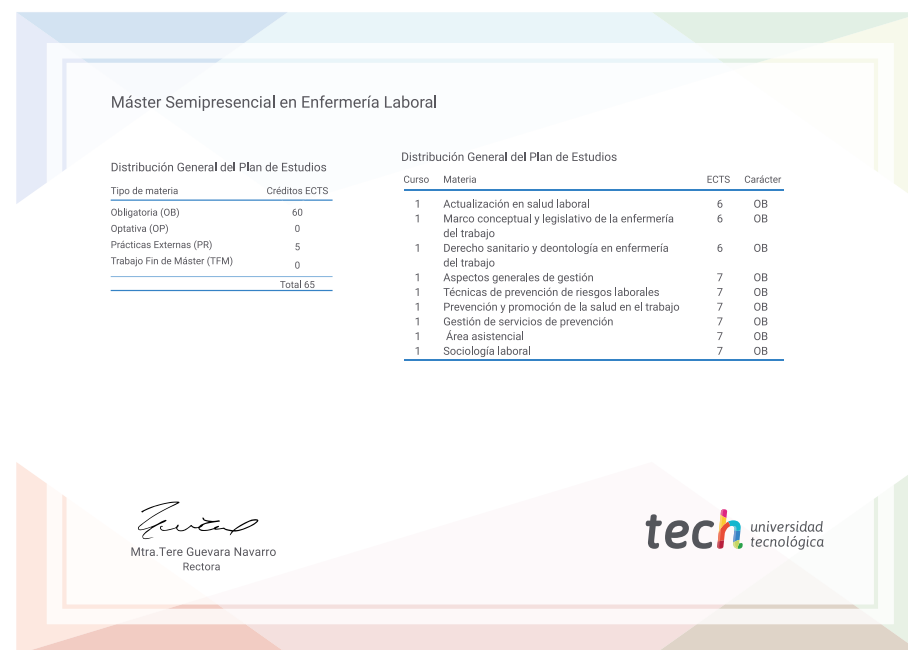 Máster Semipresencial en Enfermería Laboral
Distribución General del Plan de Estudios
Tipo de materia Créditos ECTS
Obligatoria (OB) 60
Optativa (OP) 0
Prácticas Externas (PR) 5
Trabajo Fin de Máster (TFM) 0
Total 65
Distribución General del Plan de Estudios
Curso Materia ECTS Carácter
1 Actualización en salud laboral 6 OB
1 Marco conceptual y legislativo de la enfermería 6 OB
del trabajo
1 Derecho sanitario y deontología en enfermería 6 OB
del trabajo
1 Aspectos generales de gestión 7 OB
1 Técnicas de prevención de riesgos laborales 7 OB
1 Prevención y promoción de la salud en el trabajo 7 OB
1 Gestión de servicios de prevención 7 OB
1 Área asistencial 7 OB
1 Sociología laboral 7 OB
Mtra.Tere Guevara Navarro
Rectora
tech universidad
tecnológica